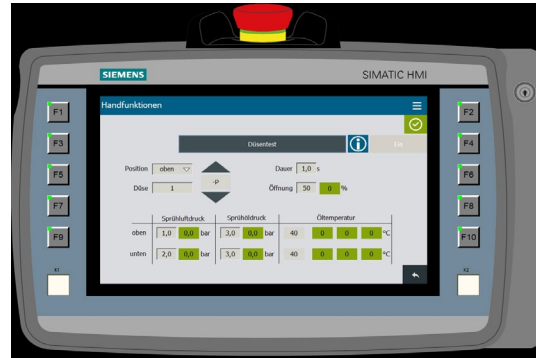 SIEMENS SIMATIC HMI
Handfunktionen
F1 F2
Düsentest Ein
F3 F4
Position oben Dauer 1,0 s
F5 F6
-P
Düse 1 Öffnung 50 0 %
F7 F8
Sprühluftdruck Sprühöldruck Öltemperatur
oben 1,0 0,0 bar 3,0 0,0 bar 40 0 0 0 °C
F9 F10
unten 2,0 0,0 bar 3,0 0,0 bar 40 0 0 0 °C
K1 K2